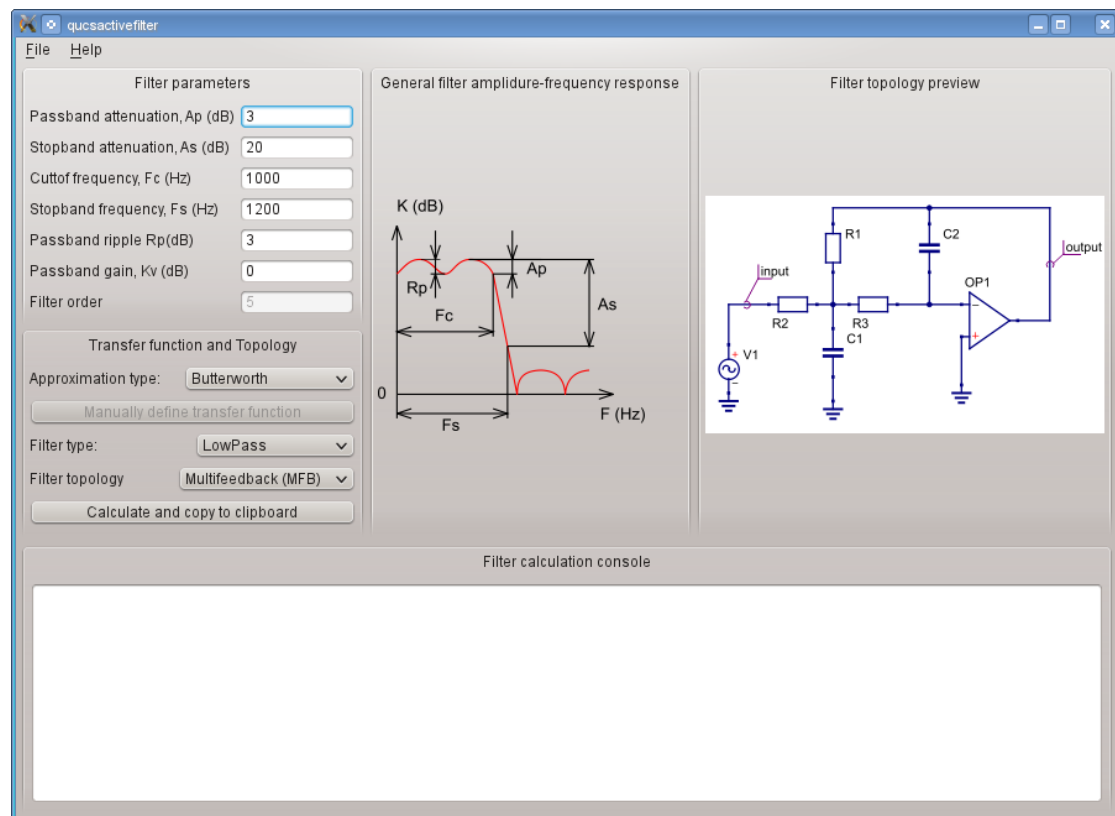 qucsactivefilter
File Help
Filter parameters
Passband attenuation, Ap (dB) 3
Stopband attenuation, As (dB) 20
Cuttof frequency, Fc (Hz) 1000
Stopband frequency, Fs (Hz) 1200
Passband ripple Rp(dB) 3
Passband gain, Kv (dB) 0
Filter order 5
Transfer function and Topology
Approximation type: Butterworth
Manually define transfer function
Filter type: LowPass
Filter topology Multifeedback (MFB)
Calculate and copy to clipboard
General filter amplidure-frequency response
K (dB)
Rp
Ap
As
Fc
0
F (Hz)
Fs
Filter topology preview
R1
C2
output
input
OP1
R2
R3
C1
V1
Filter calculation console